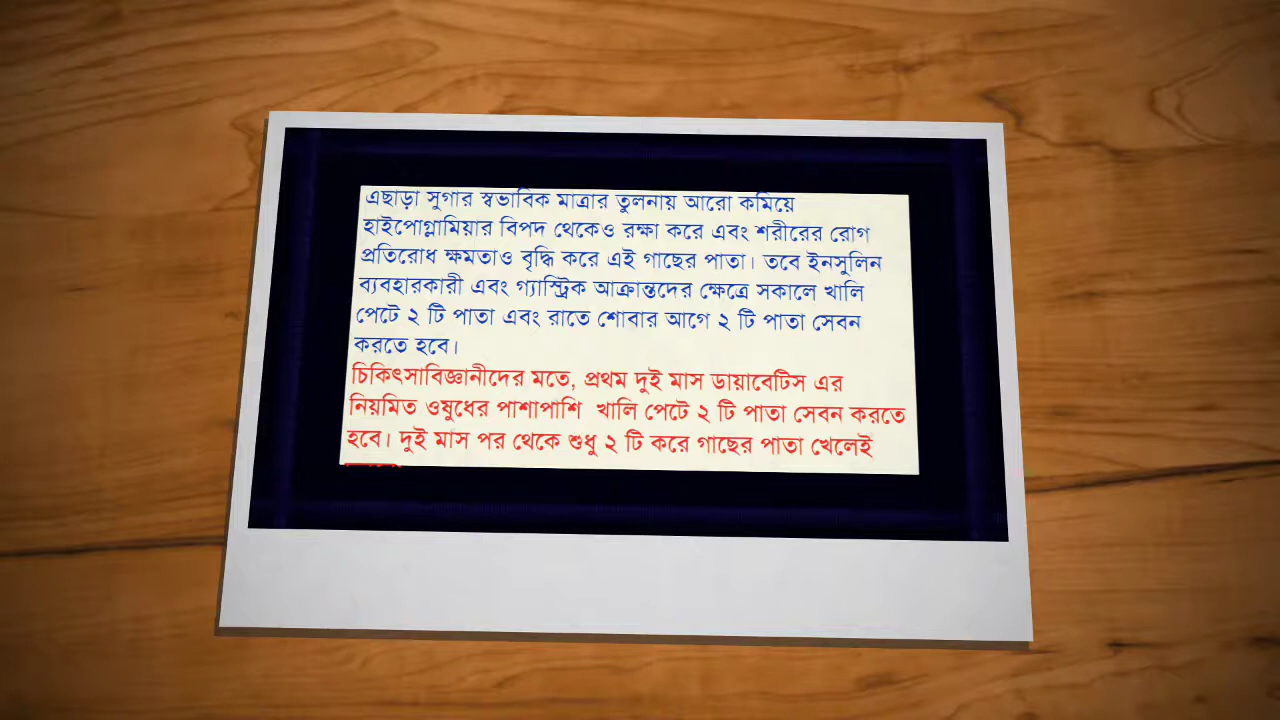 এছাড়া সুগার স্বভাবিক মাত্রার তুলনায় আরো কমিয়ে
হাইপোগ্লামিয়ার বিপদ থেকেও রক্ষা করে এবং শরীরের রোগ
প্রতিরোধ ক্ষমতাও বৃদ্ধি করে এই গাছের পাতা। তবে ইনসুলিন
ব্যবহারকারী এবং গ্যাস্ট্রিক আক্রান্তদের ক্ষেত্রে সকালে খালি
পেটে ২ টি পাতা এবং রাতে শোবার আগে ২ টি পাতা সেবন
করতে হবে।
চিকিৎসাবিজ্ঞানীদের মতে, প্রথম দুই মাস ডায়াবেটিস এর
নিয়মিত ওষুধের পাশাপাশি খালি পেটে ২ টি পাতা সেবন করতে
হবে। দুই মাস পর থেকে শুধু ২ টি করে গাছের পাতা খেলেই